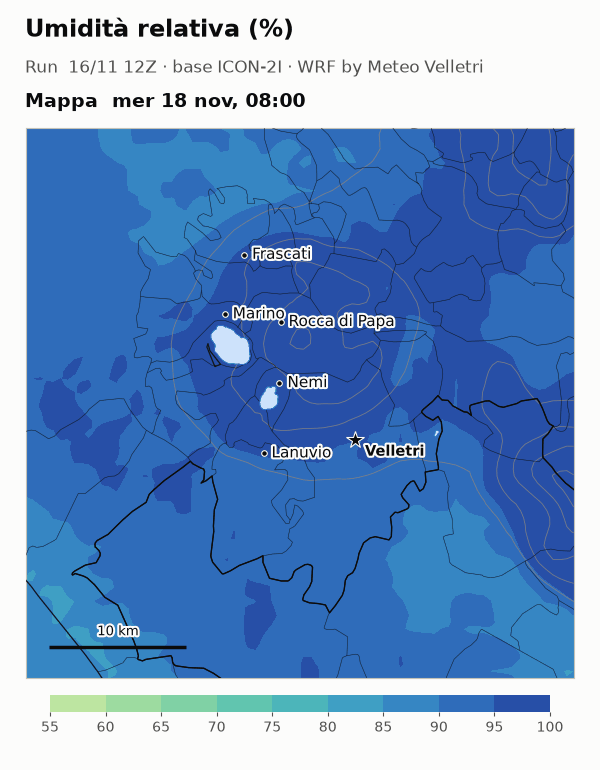 Umidità relativa (%)
Run  16/11 12Z · base ICON-2I · WRF by Meteo Velletri
Mappa  mer 18 nov, 08:00
Frascati
Marino
Rocca di Papa
Nemi
Lanuvio
Velletri
10 km
55 60 65 70 75 80 85 90 95 100